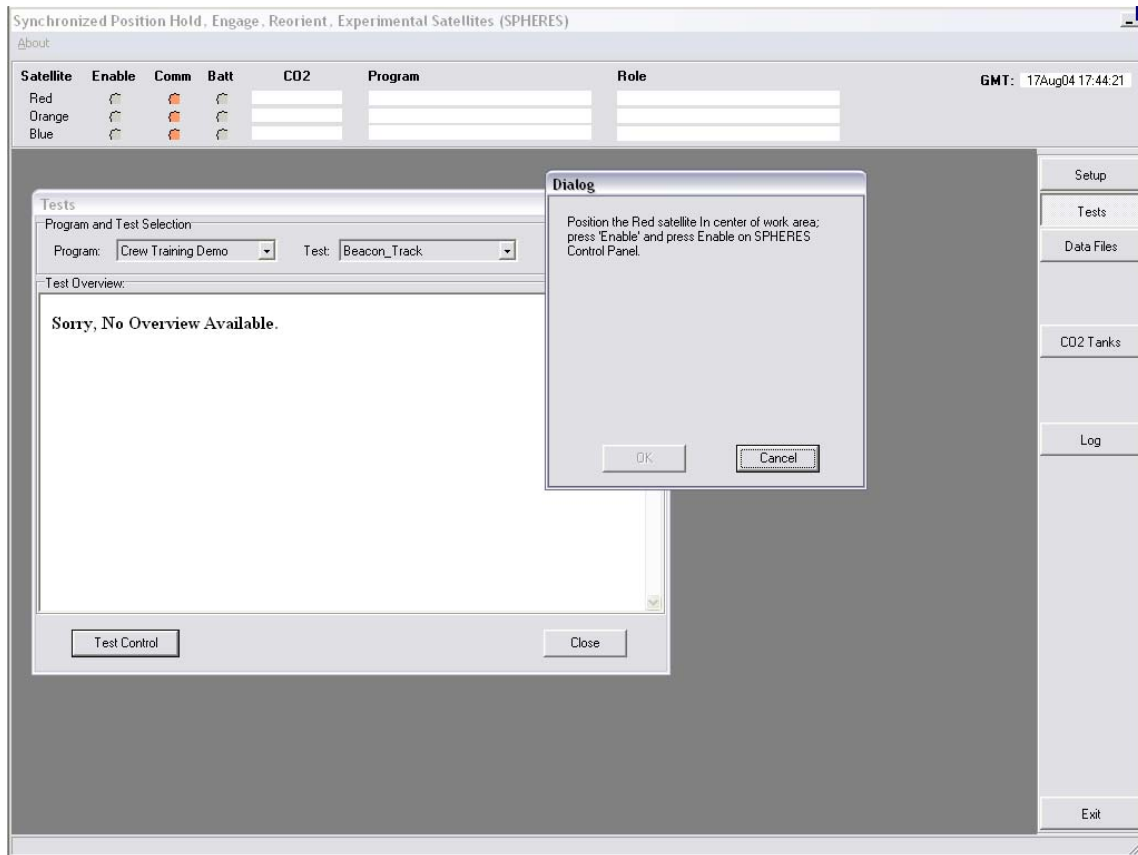 Synchronized Position Hold, Engage, Reorient, Experimental Satellites (SPHERES)
About
Satellite Enable Comm Batt CO2 Program Role
GMT: 17Aug04 17:44:21
Red
Orange
Blue
Setup
Tests
Data Files
CO2 Tanks
Log
Exit
Tests
Program and Test Selection
Program: Crew Training Demo Test: Beacon_Track
Test Overview:
Sorry, No Overview Available.
Test Control Close
Dialog
Position the Red satellite In center of work area;
press 'Enable' and press Enable on SPHERES
Control Panel.
OK Cancel